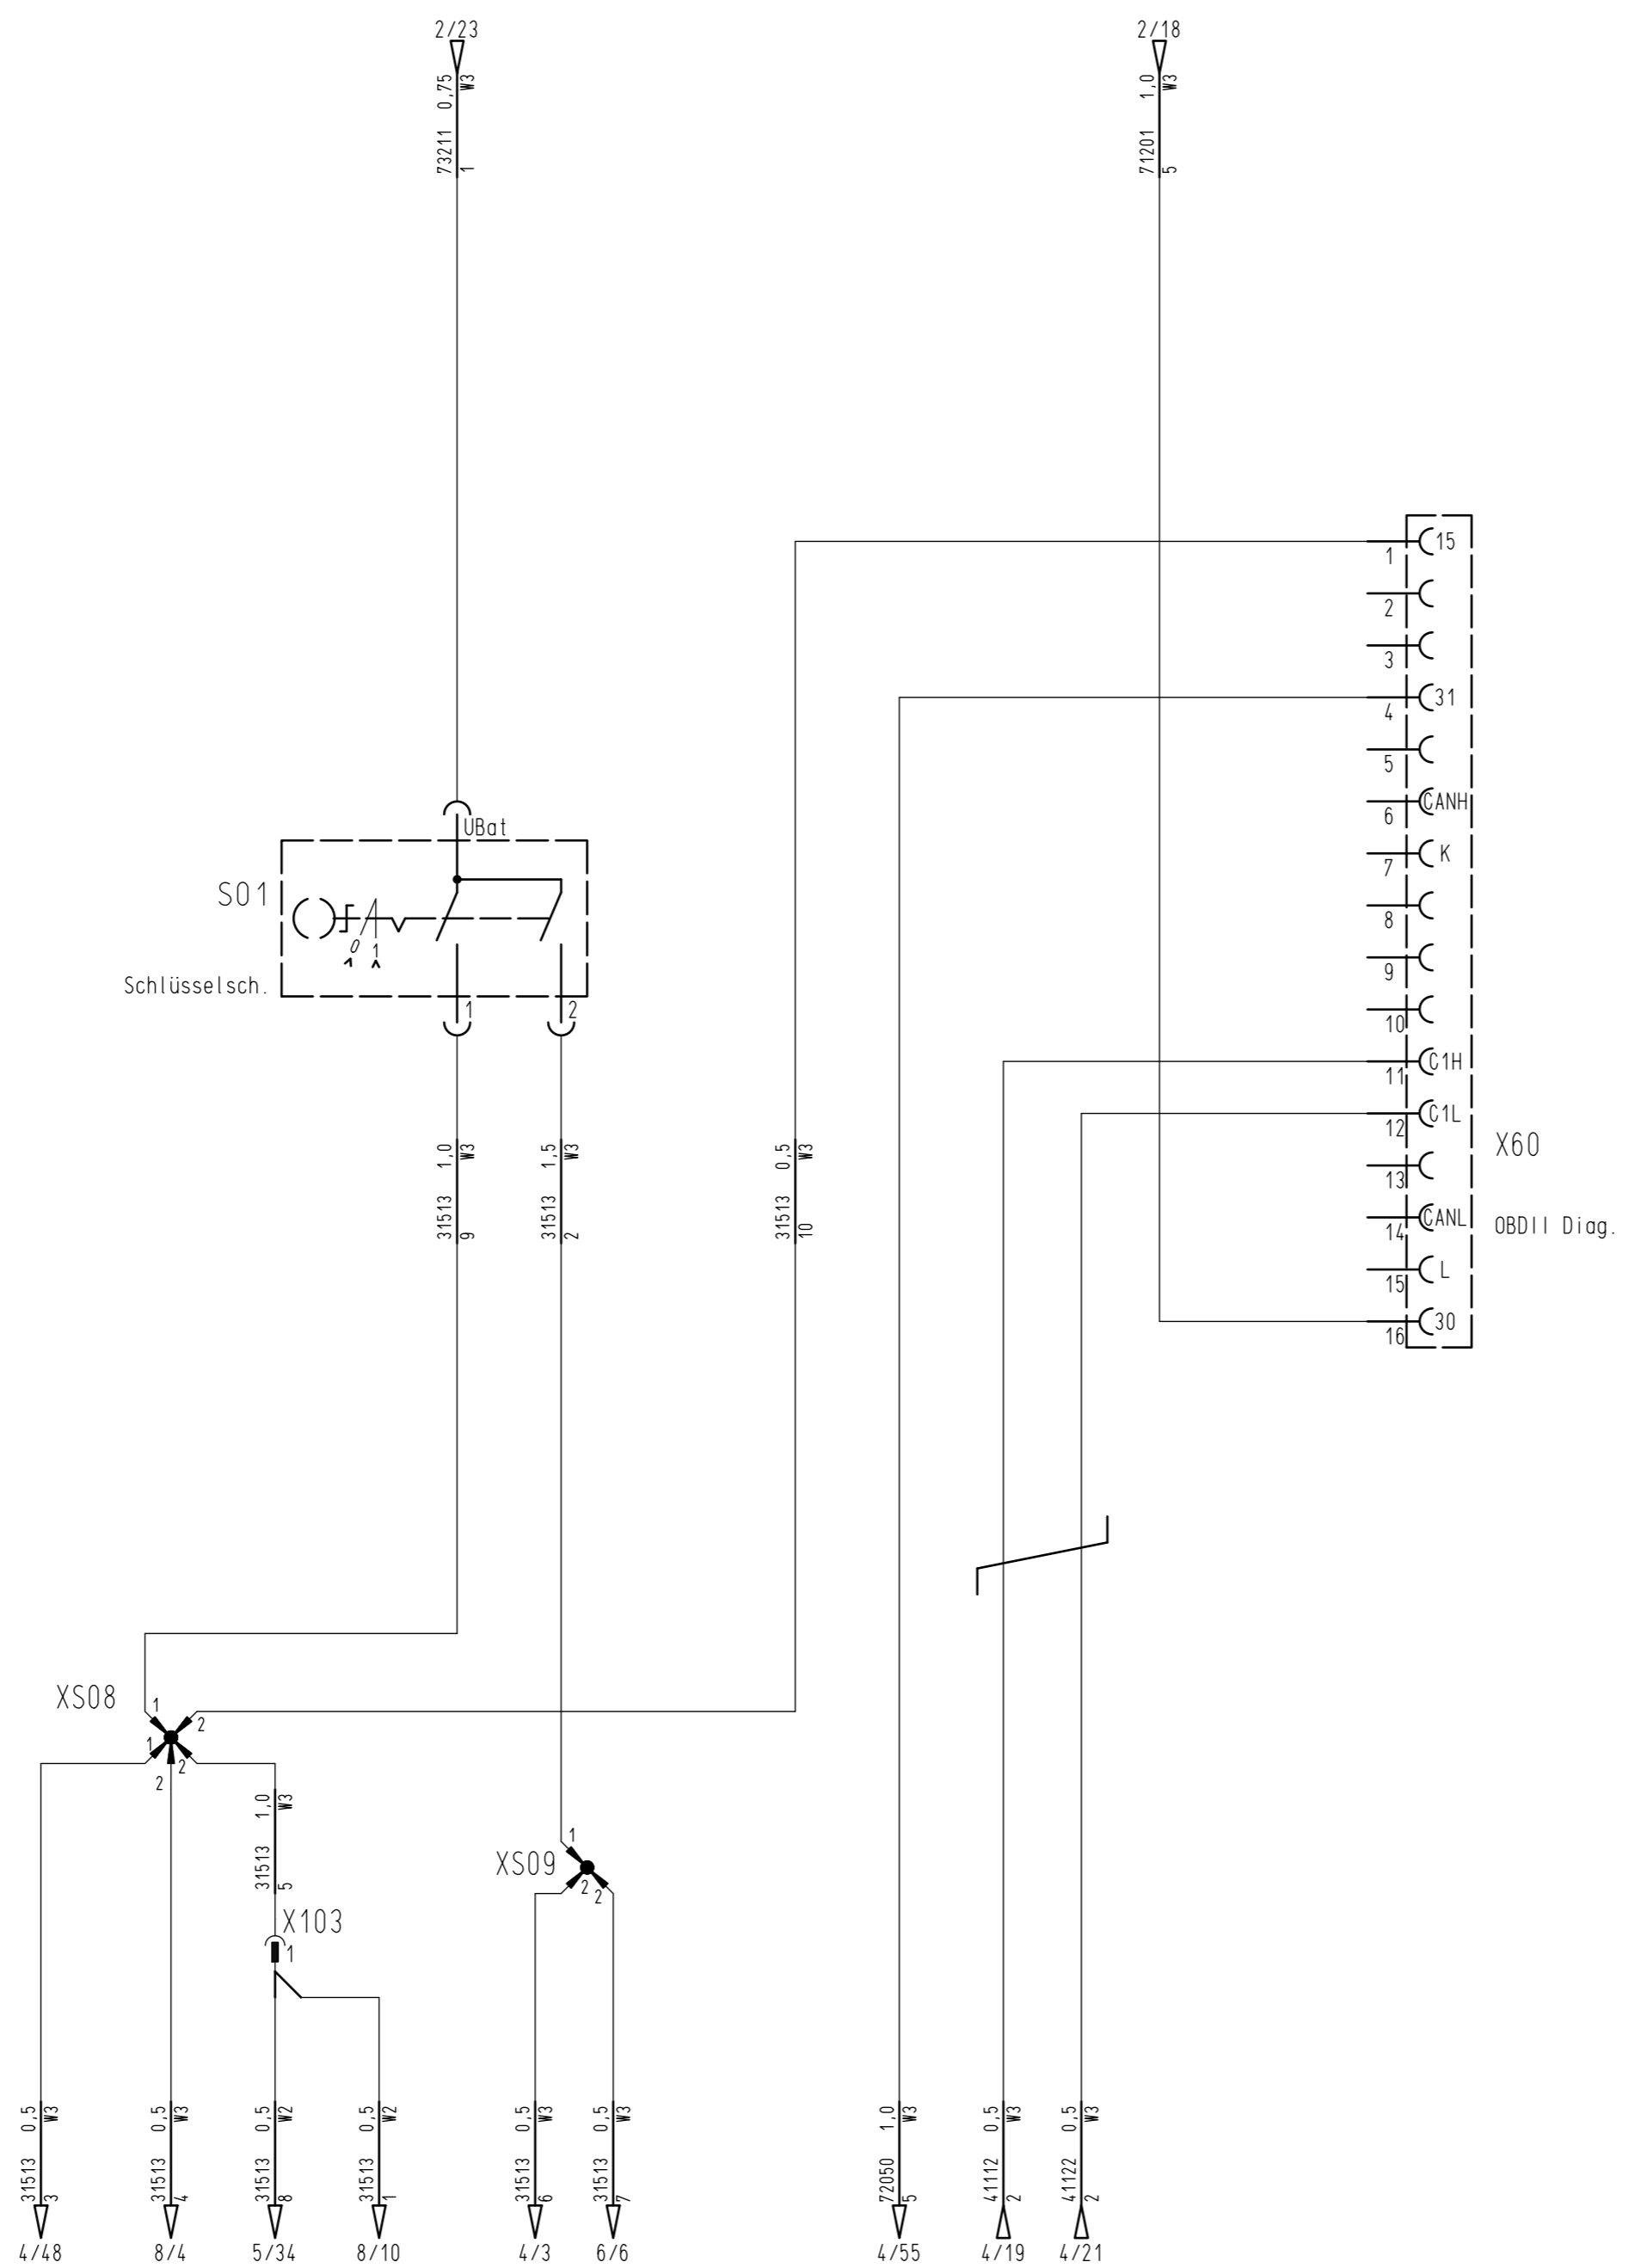 2/23
2/18
73211 0,75
1 W3
71201 1,0
5 W3
15
1
2
3
31
4
5
CANH
6
K
7
8
9
10
C1H
11
C1L
12
13
CANL
14
L
15
30
16
X60
OBDII Diag.
UBat
S01
0
1
Schlüsselsch.
1
2
31513 1,0
9 W3
31513 1,5
2 W3
31513 0,5
10 W3
XS08
1
2
1
2
2
31513 1,0
5 W3
X103
1
XS09
1
2
2
31513 0,5
3 W3
31513 0,5
4 W3
31513 0,5
8 W2
31513 0,5
1 W2
31513 0,5
6 W3
31513 0,5
7 W3
72050 1,0
5 W3
41112 0,5
2 W3
41122 0,5
2 W3
4/48
8/4
5/34
8/10
4/3
6/6
4/55
4/19
4/21